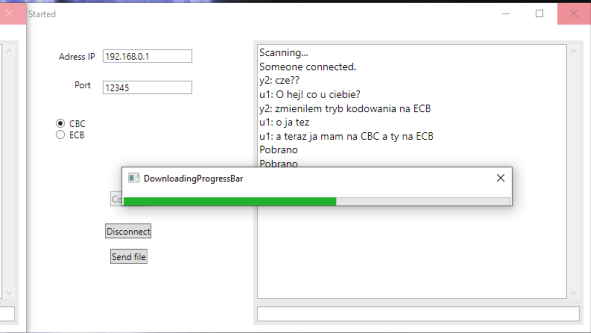 Started
Adress IP
192.168.0.1
Port
12345
CBC
ECB
Disconnect
Send file
Scanning...
Someone connected.
y2: cze??
u1: O hej! co u ciebie?
y2: zmienilem tryb kodowania na ECB
u1: o ja tez
u1: a teraz ja mam na CBC a ty na ECB
Pobrano
Pobrano
DownloadingProgressBar